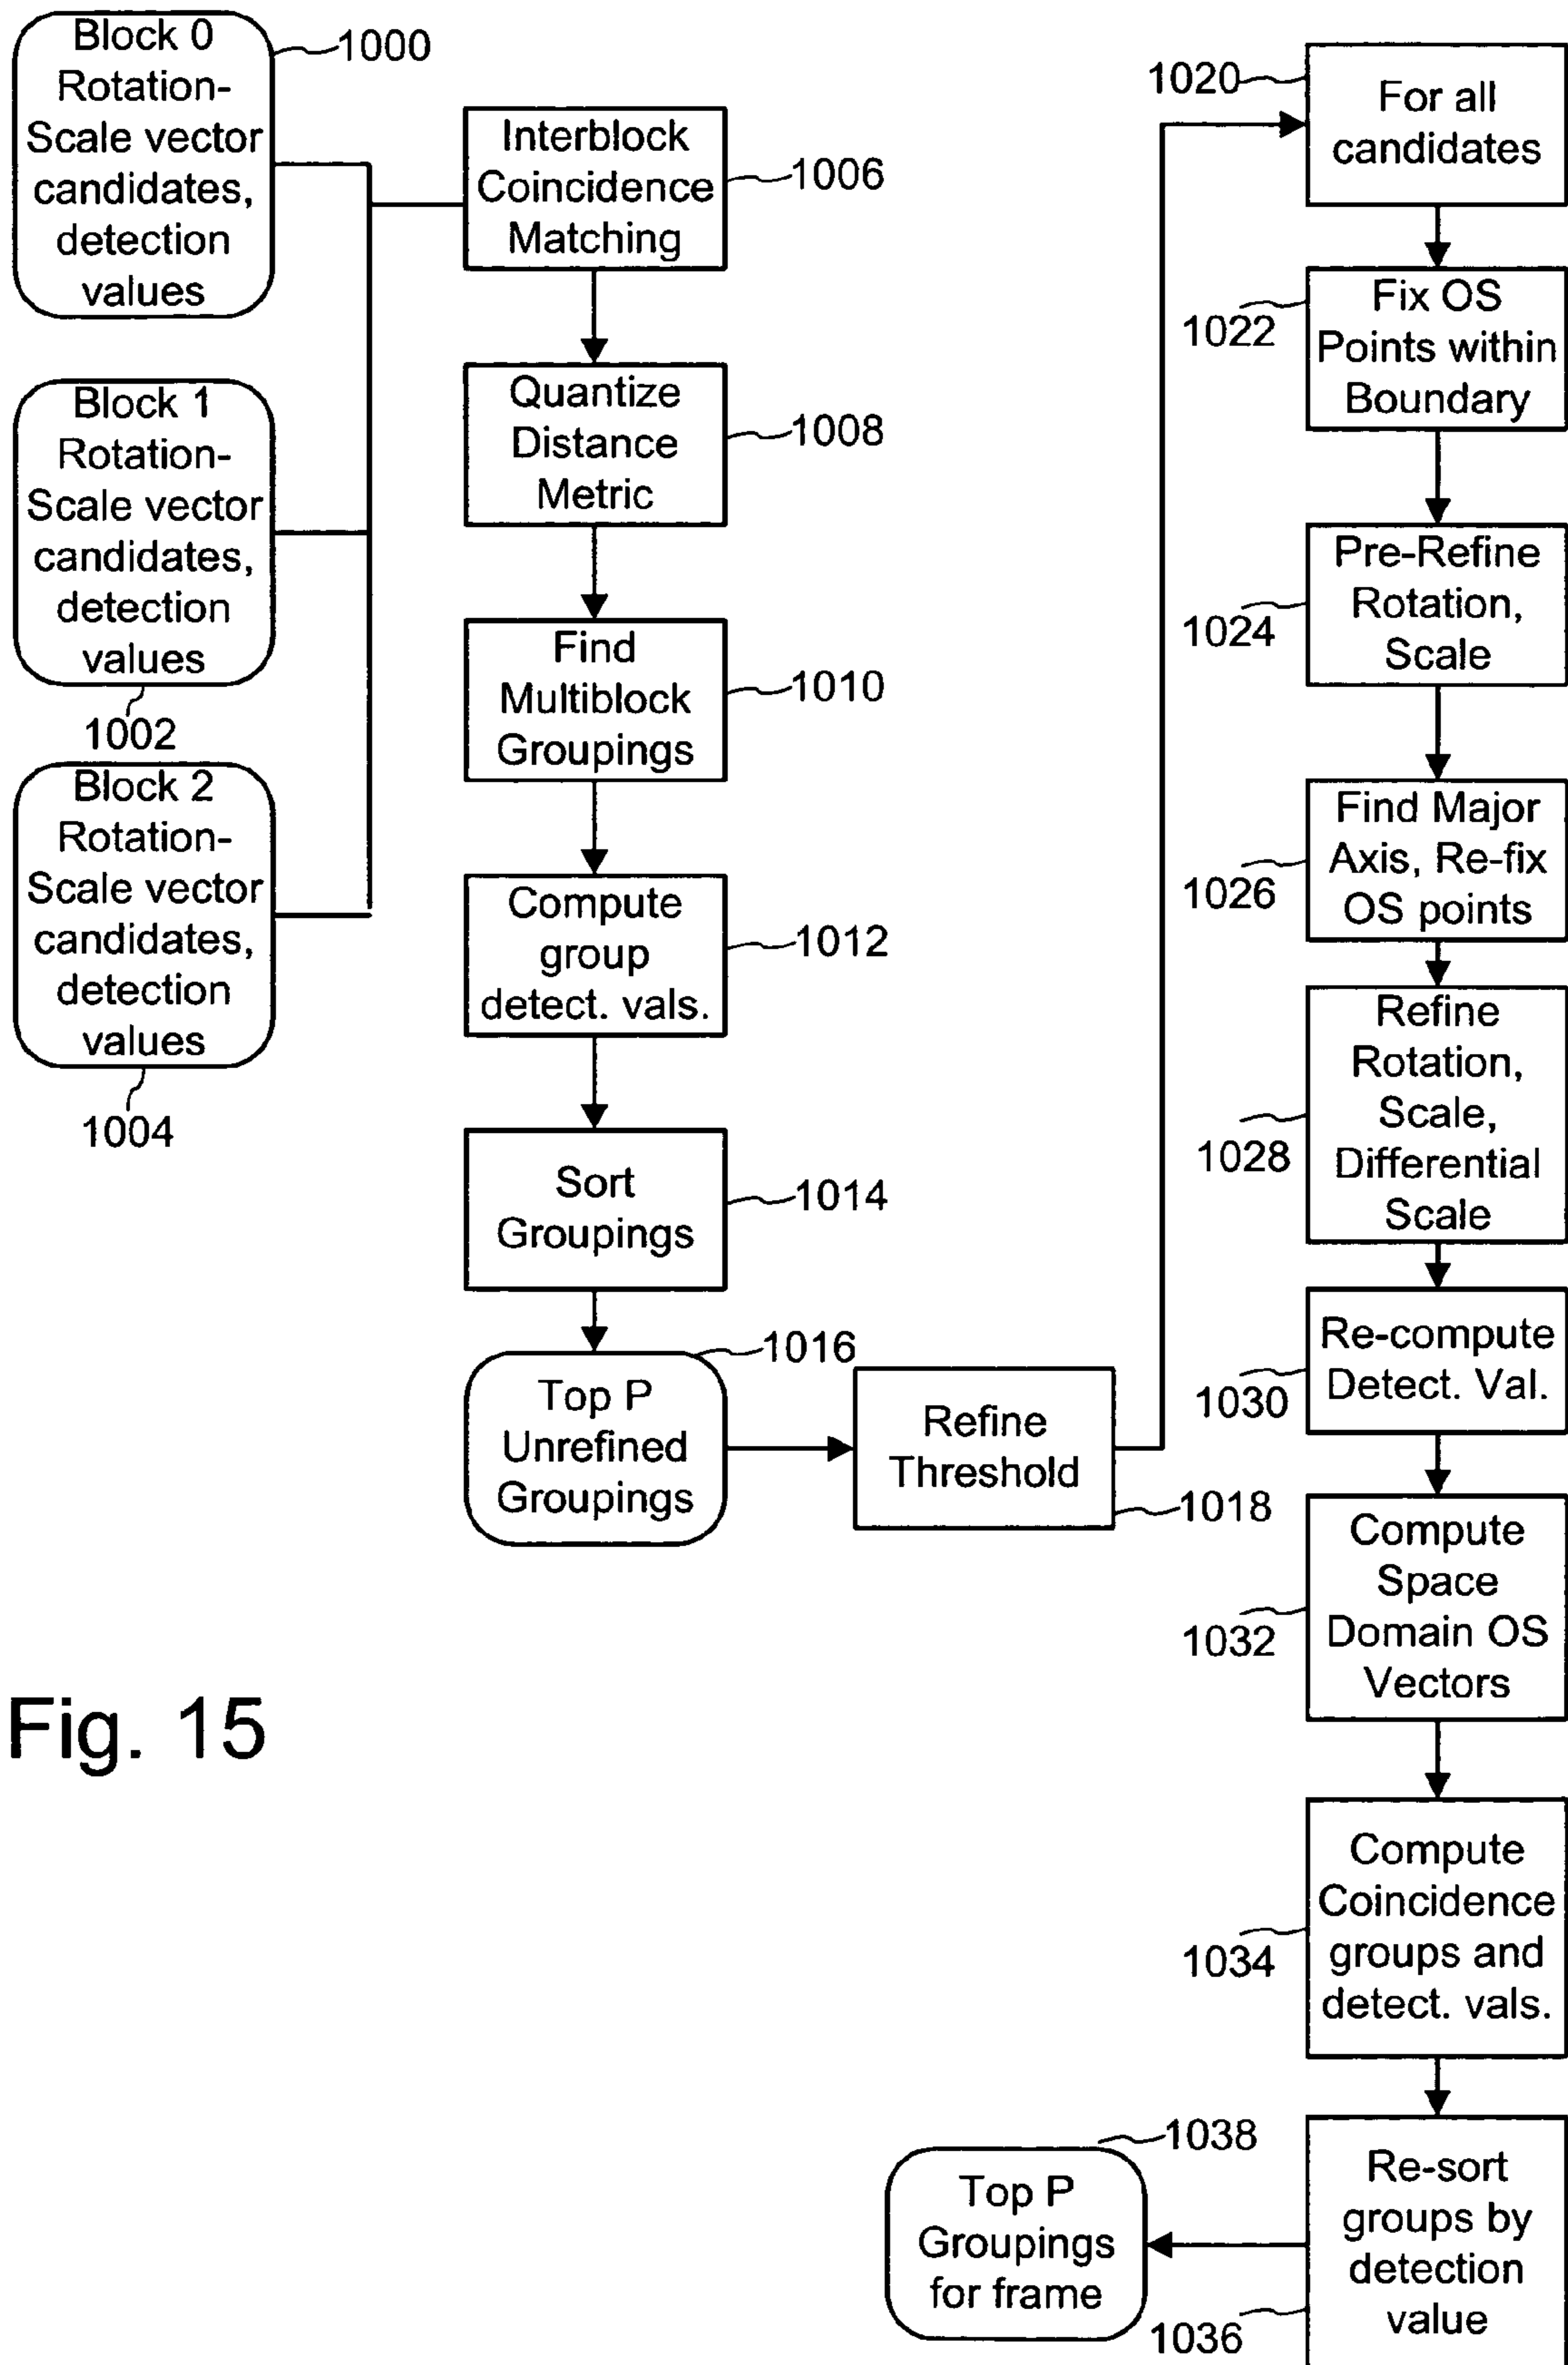 Block 0
Rotation-
Scale vector
candidates,
detection
values
1000
Block 1
Rotation-
Scale vector
candidates,
detection
values
1002
Block 2
Rotation-
Scale vector
candidates,
detection
values
1004
Interblock
Coincidence
Matching
1006
Quantize
Distance
Metric
1008
Find
Multiblock
Groupings
1010
Compute
group
detect. vals.
1012
Sort
Groupings
1014
Top P
Unrefined
Groupings
1016
Refine
Threshold
1018
For all
candidates
1020
Fix OS
Points within
Boundary
1022
Pre-Refine
Rotation,
Scale
1024
Find Major
Axis, Re-fix
OS points
1026
Refine
Rotation,
Scale,
Differential
Scale
1028
Re-compute
Detect. Val.
1030
Compute
Space
Domain OS
Vectors
1032
Compute
Coincidence
groups and
detect. vals.
1034
Re-sort
groups by
detection
value
1036
Top P
Groupings
for frame
1038
Fig. 15